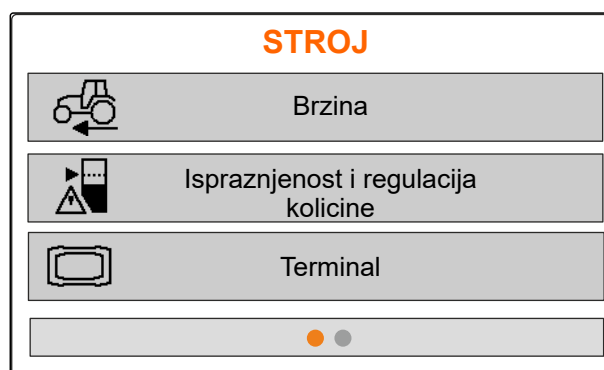 STROJ
Brzina
Ispraznjenost i regulacija
kolicine
Terminal